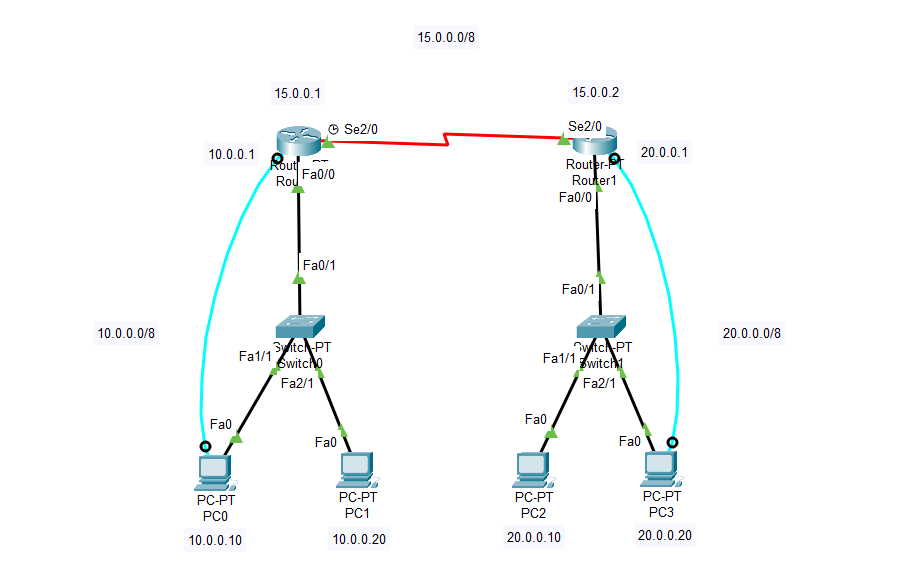 15.0.0.0/8
15.0.0.1
15.0.0.2
Se2/0
Se2/0
10.0.0.1
20.0.0.1
Router-PT
Router1
Fa0/0
Fa0/0
Fa0/1
Fa0/1
10.0.0.0/8
20.0.0.0/8
Switch-PT
Switch0
Switch-PT
Switch1
Fa1/1
Fa2/1
Fa1/1
Fa2/1
Fa0
Fa0
Fa0
Fa0
PC-PT
PC0
PC-PT
PC1
PC-PT
PC2
PC-PT
PC3
10.0.0.10
10.0.0.20
20.0.0.10
20.0.0.20